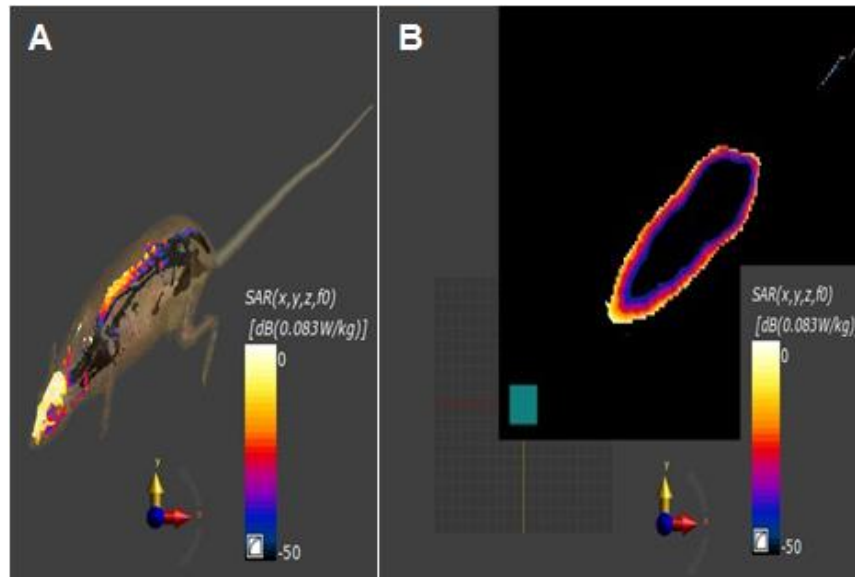 A
B
SAR(x,y,z,f0)
[dB(0.083W/kg)]
0
-50
y
x
SAR(x,y,z,f0)
[dB(0.083W/kg)
0
-50
y
x